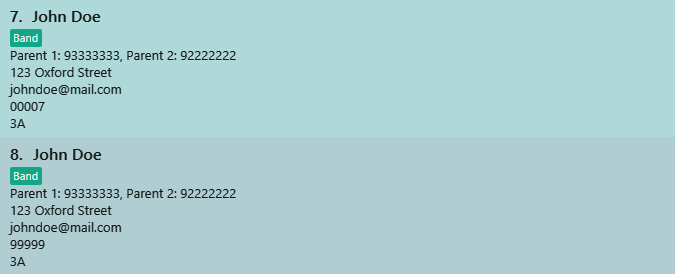 7. John Doe
Band
Parent 1: 93333333, Parent 2: 92222222
123 Oxford Street
johndoe@mail.com
00007
3A
8. John Doe
Band
Parent 1: 93333333, Parent 2: 92222222
123 Oxford Street
johndoe@mail.com
99999
3A